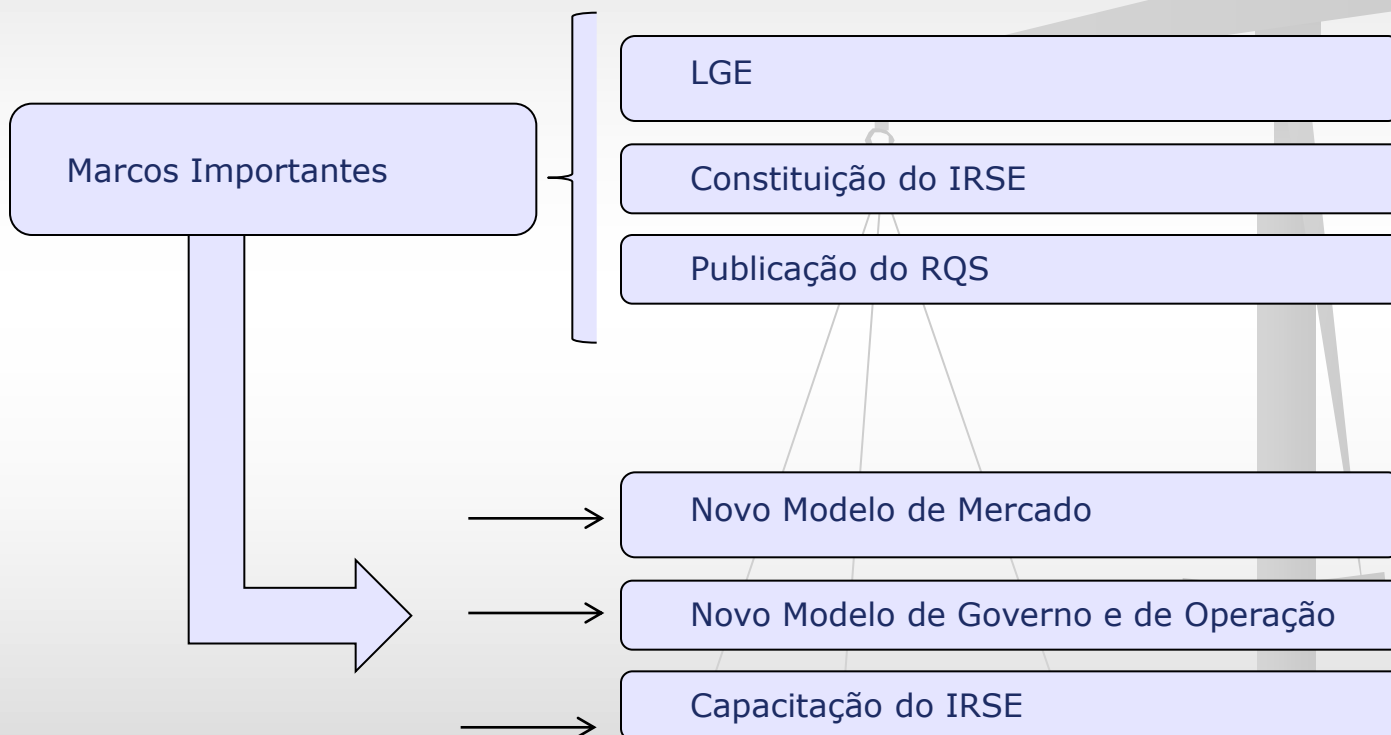 Marcos Importantes
LGE
Constituição do IRSE
Publicação do RQS
Novo Modelo de Mercado
Novo Modelo de Governo e de Operação
Capacitação do IRSE